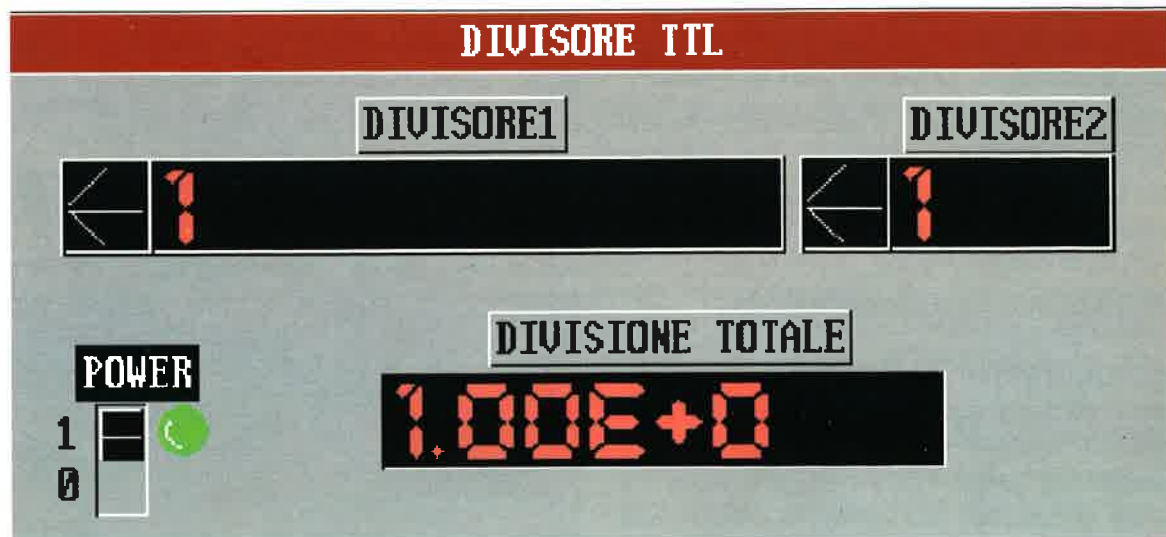 DIVISORE TTL
DIVISORE1 DIVISORE2
1 1
DIVISIONE TOTALE
POWER
1.00E+0
1
0